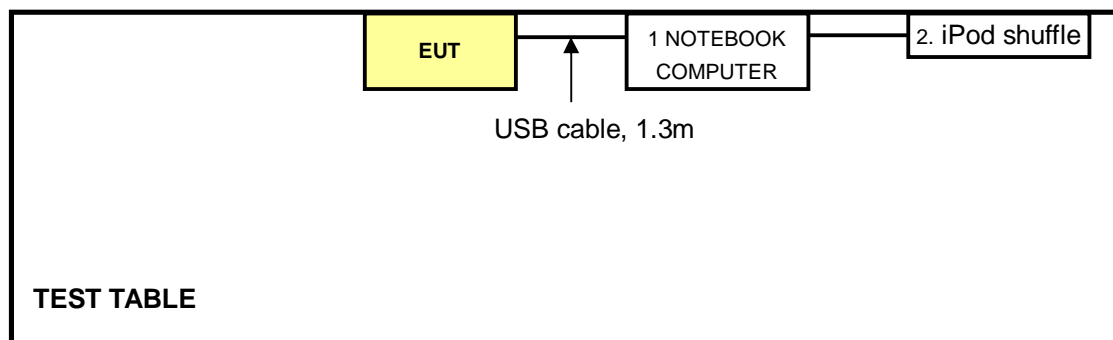 EUT
1 NOTEBOOK
COMPUTER
2. iPod shuffle
USB cable, 1.3m
TEST TABLE